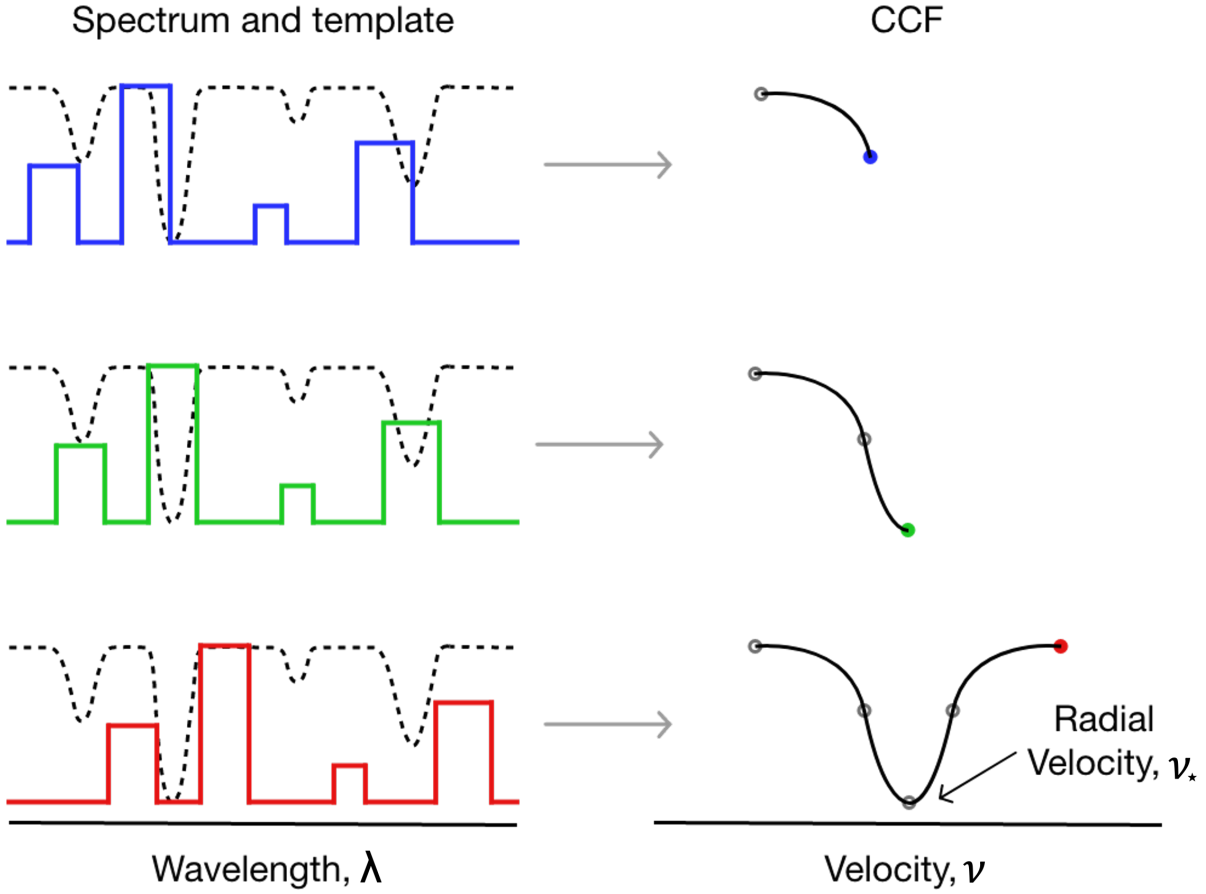 Spectrum and template
CCF
Radial
Velocity, ν⋆
Wavelength, λ
Velocity, ν